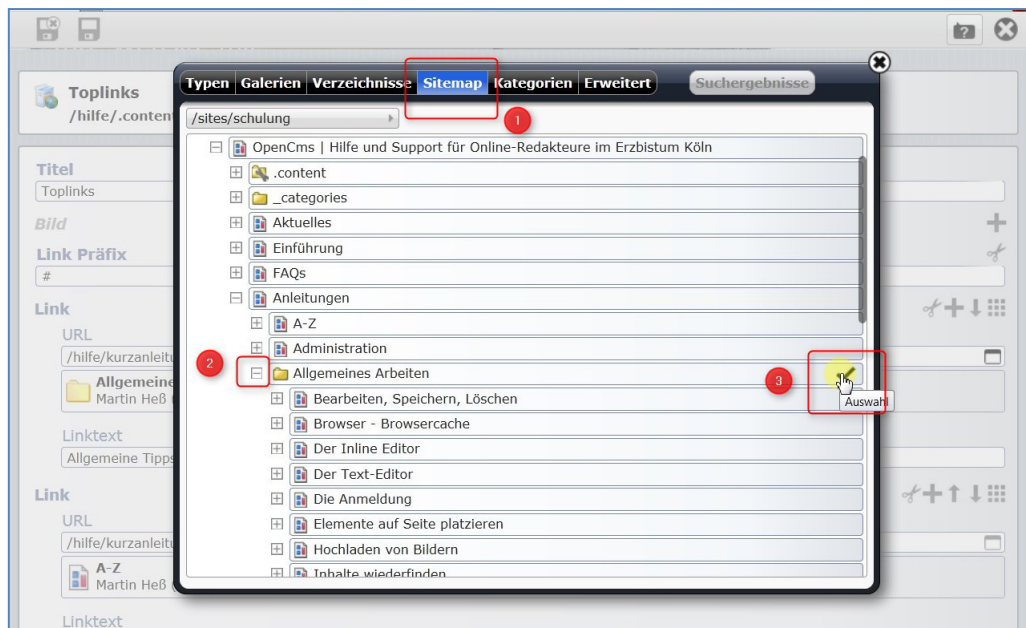 Typen Galerien Verzeichnisse Sitemap Kategorien Erweitert Suchergebnisse
/sites/schulung
1
OpenCms | Hilfe und Support für Online-Redakteure im Erzbistum Köln
.content
_categories
Aktuelles
Einführung
FAQs
Anleitungen
A-Z
Administration
2
Allgemeines Arbeiten
3
Auswahl
Bearbeiten, Speichern, Löschen
Browser - Browsercache
Der Inline Editor
Der Text-Editor
Die Anmeldung
Elemente auf Seite platzieren
Hochladen von Bildern
Inhalte wiederfinden
Toplinks
/hilfe/.conten
Titel
Toplinks
Bild
Link Präfix
#
Link
URL
/hilfe/kurzanleitu
Allgemeine
Martin Heß
Linktext
Allgemeine Tipps
Link
URL
/hilfe/kurzanleitu
A-Z
Martin Heß
Linktext